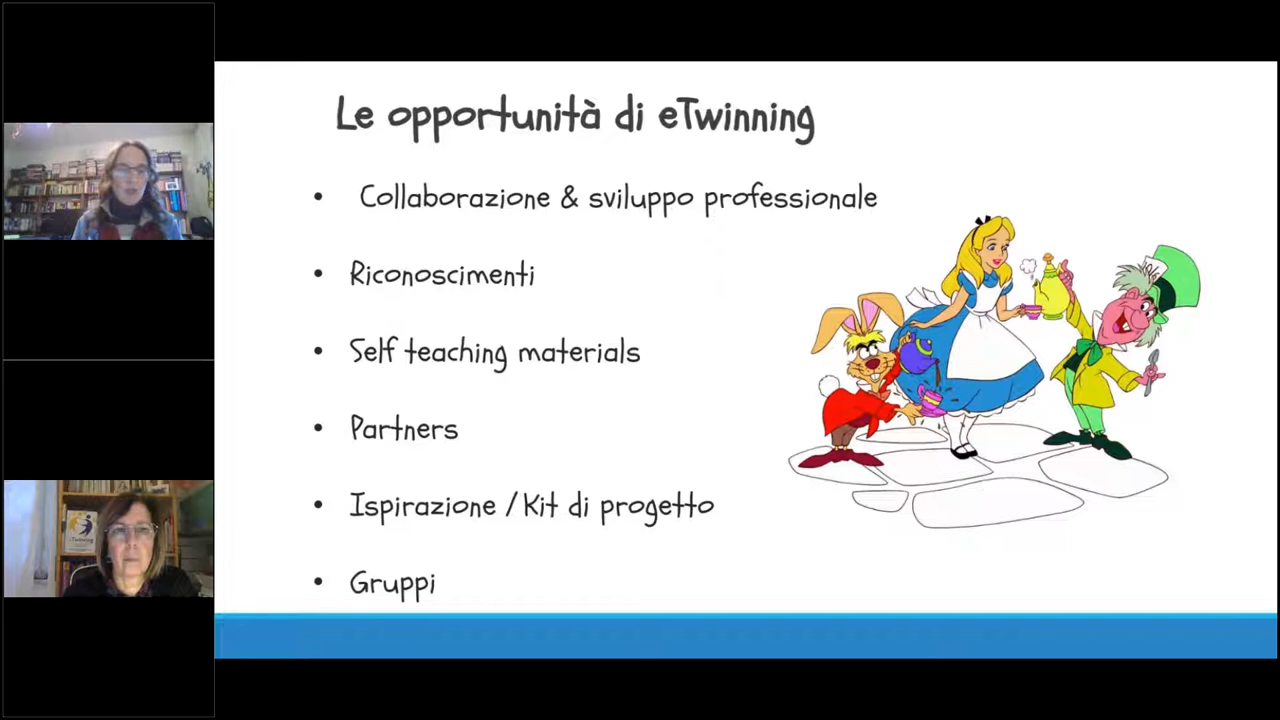 Le opportunità di eTwinning
• Collaborazione & sviluppo professionale
• Riconoscimenti
• Self teaching materials
• Partners
• Ispirazione / Kit di progetto
• Gruppi